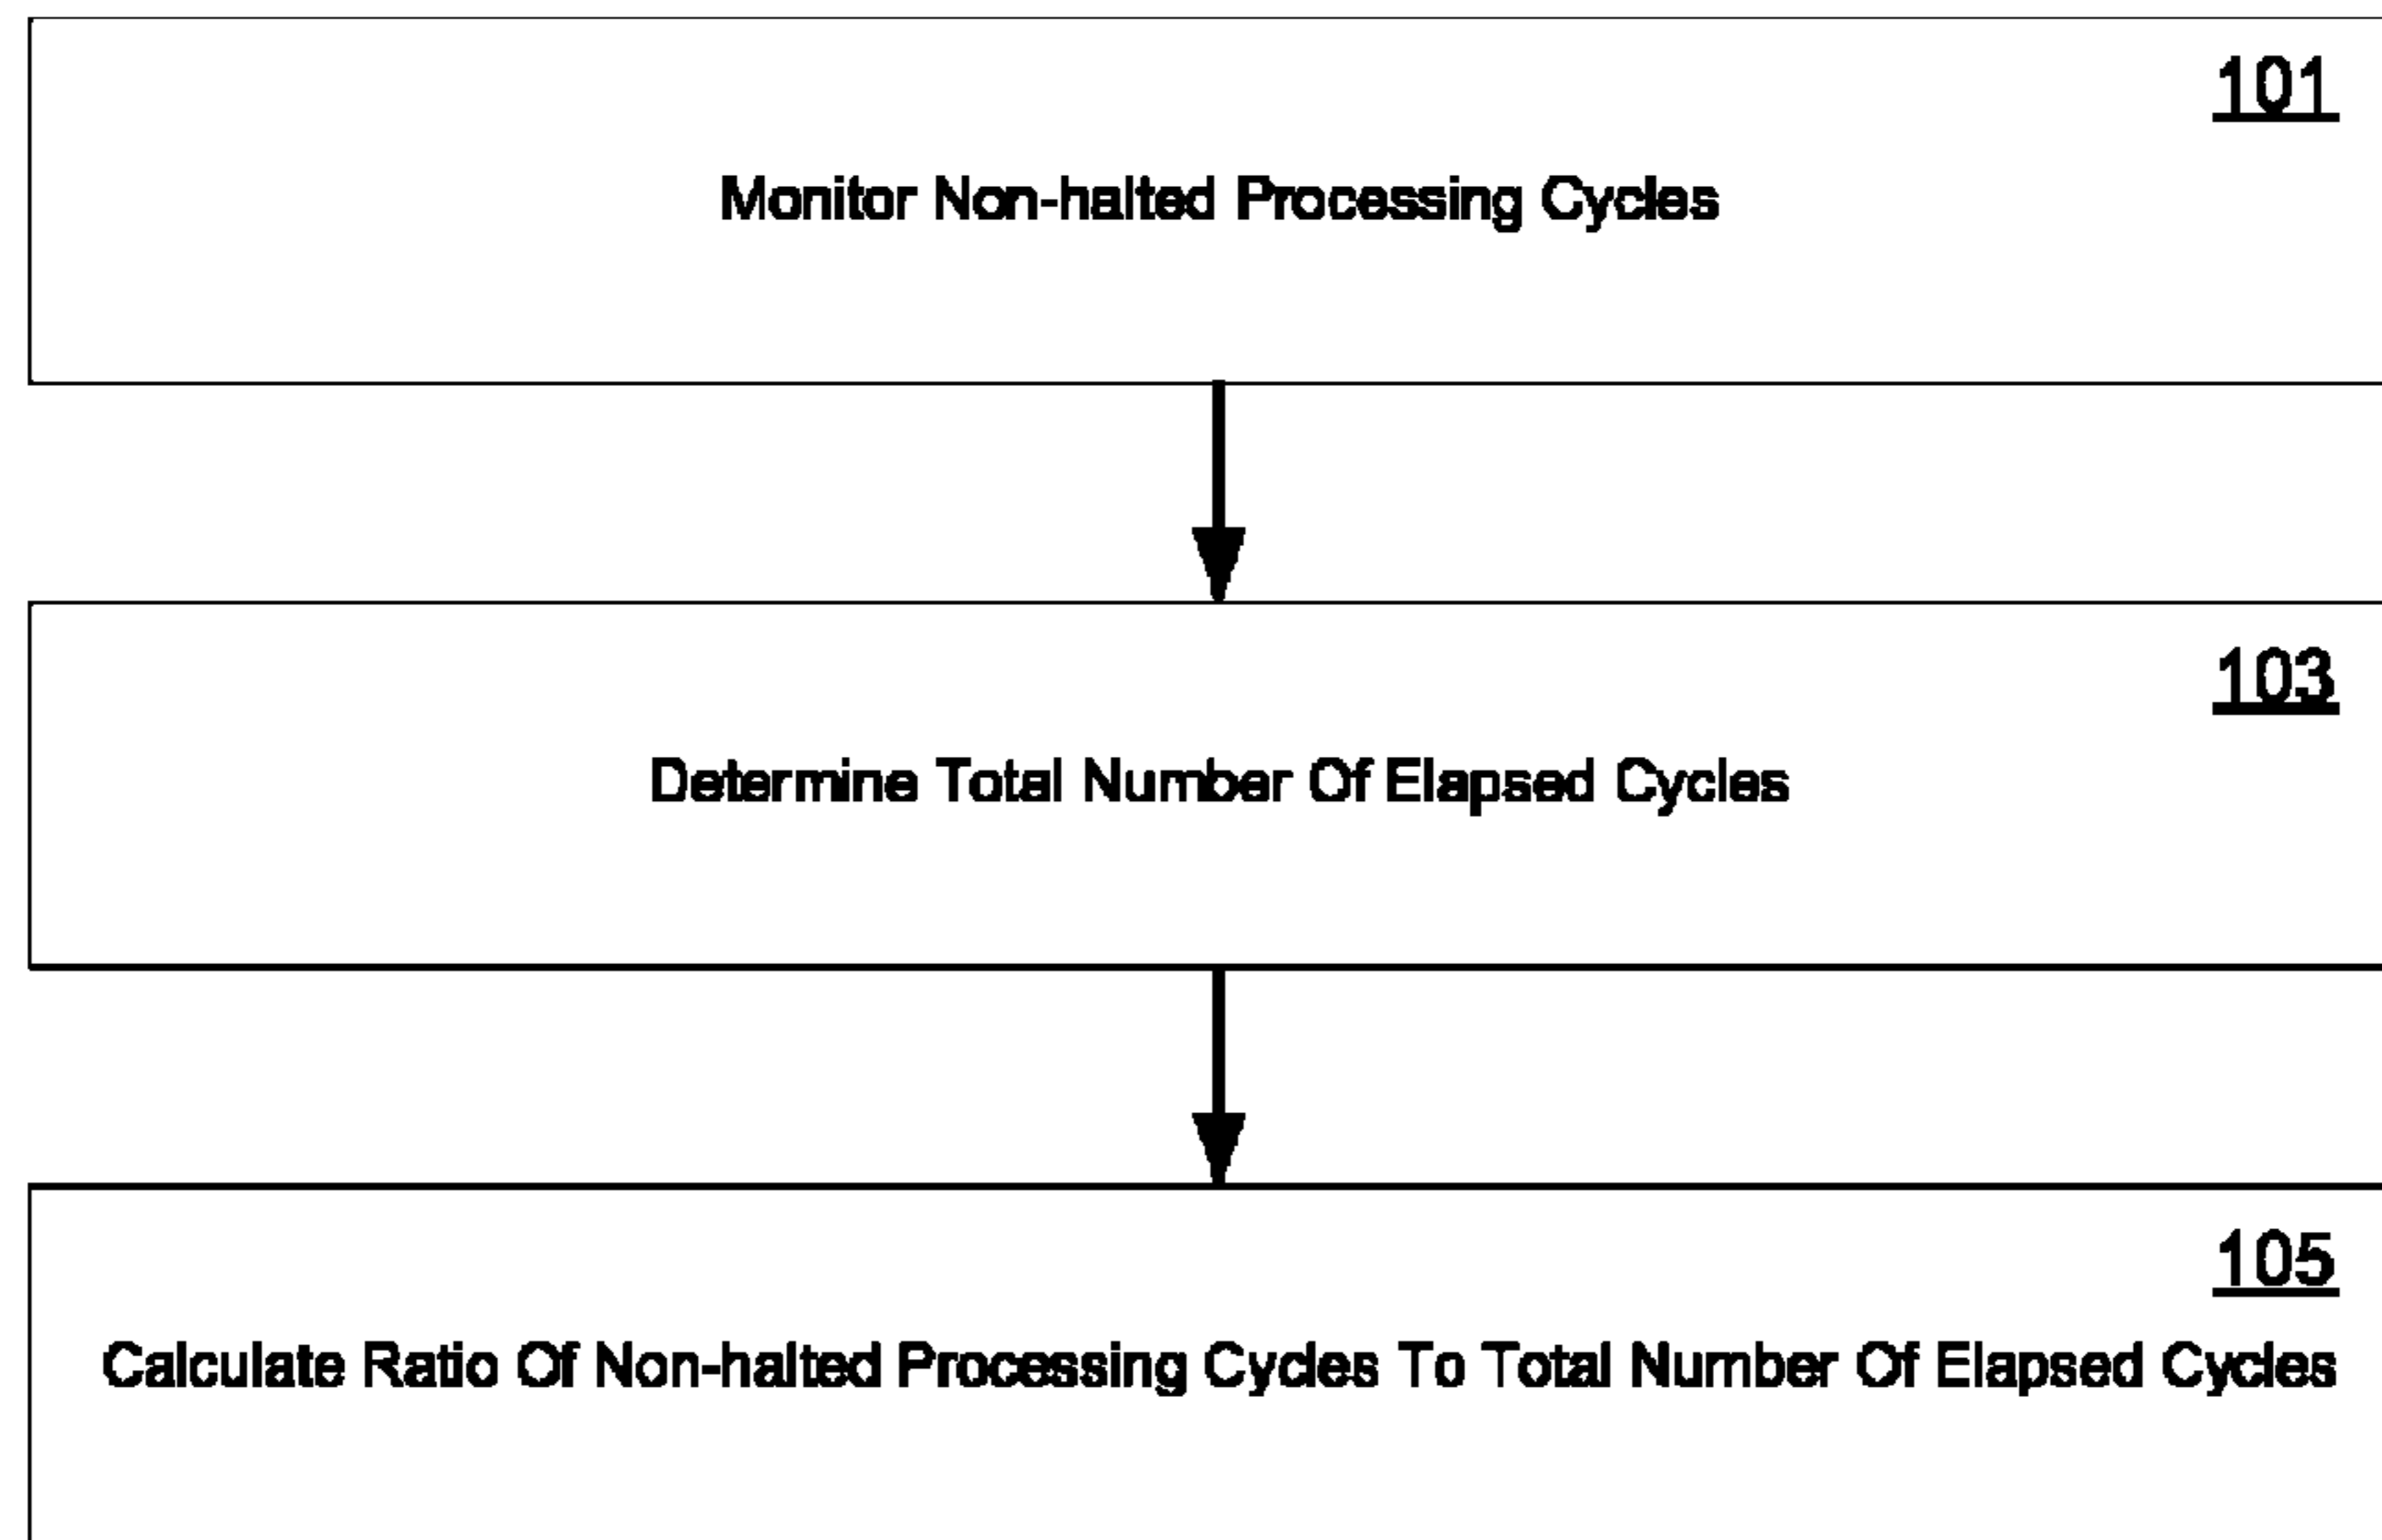 101
Monitor Non-halted Processing Cycles
103
Determine Total Number Of Elapsed Cycles
105
Calculate Ratio Of Non-halted Processing Cycles To Total Number Of Elapsed Cycles